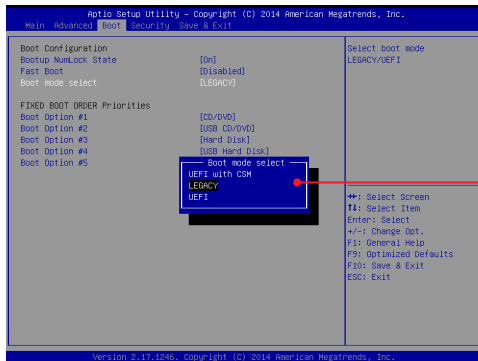 Aptio Setup Utility – Copyright (C) 2014 American Megatrends, Inc.
Main Advanced Boot Security Save & Exit
Boot Configuration
Bootup NumLock State [On]
Fast Boot [Disabled]
Boot mode select [LEGACY]
FIXED BOOT ORDER Priorities
Boot Option #1 [CD/DVD]
Boot Option #2 [USB CD/DVD]
Boot Option #3 [Hard Disk]
Boot Option #4 [USB Hard Disk]
Boot Option #5
Boot mode select
UEFI with CSM
LEGACY
UEFI
Select boot mode
LEGACY/UEFI
→←: Select Screen
↑↓: Select Item
Enter: Select
+/-: Change Opt.
F1: General Help
F9: Optimized Defaults
F10: Save & Exit
ESC: Exit
Version 2.17.1246. Copyright (C) 2014 American Megatrends, Inc.